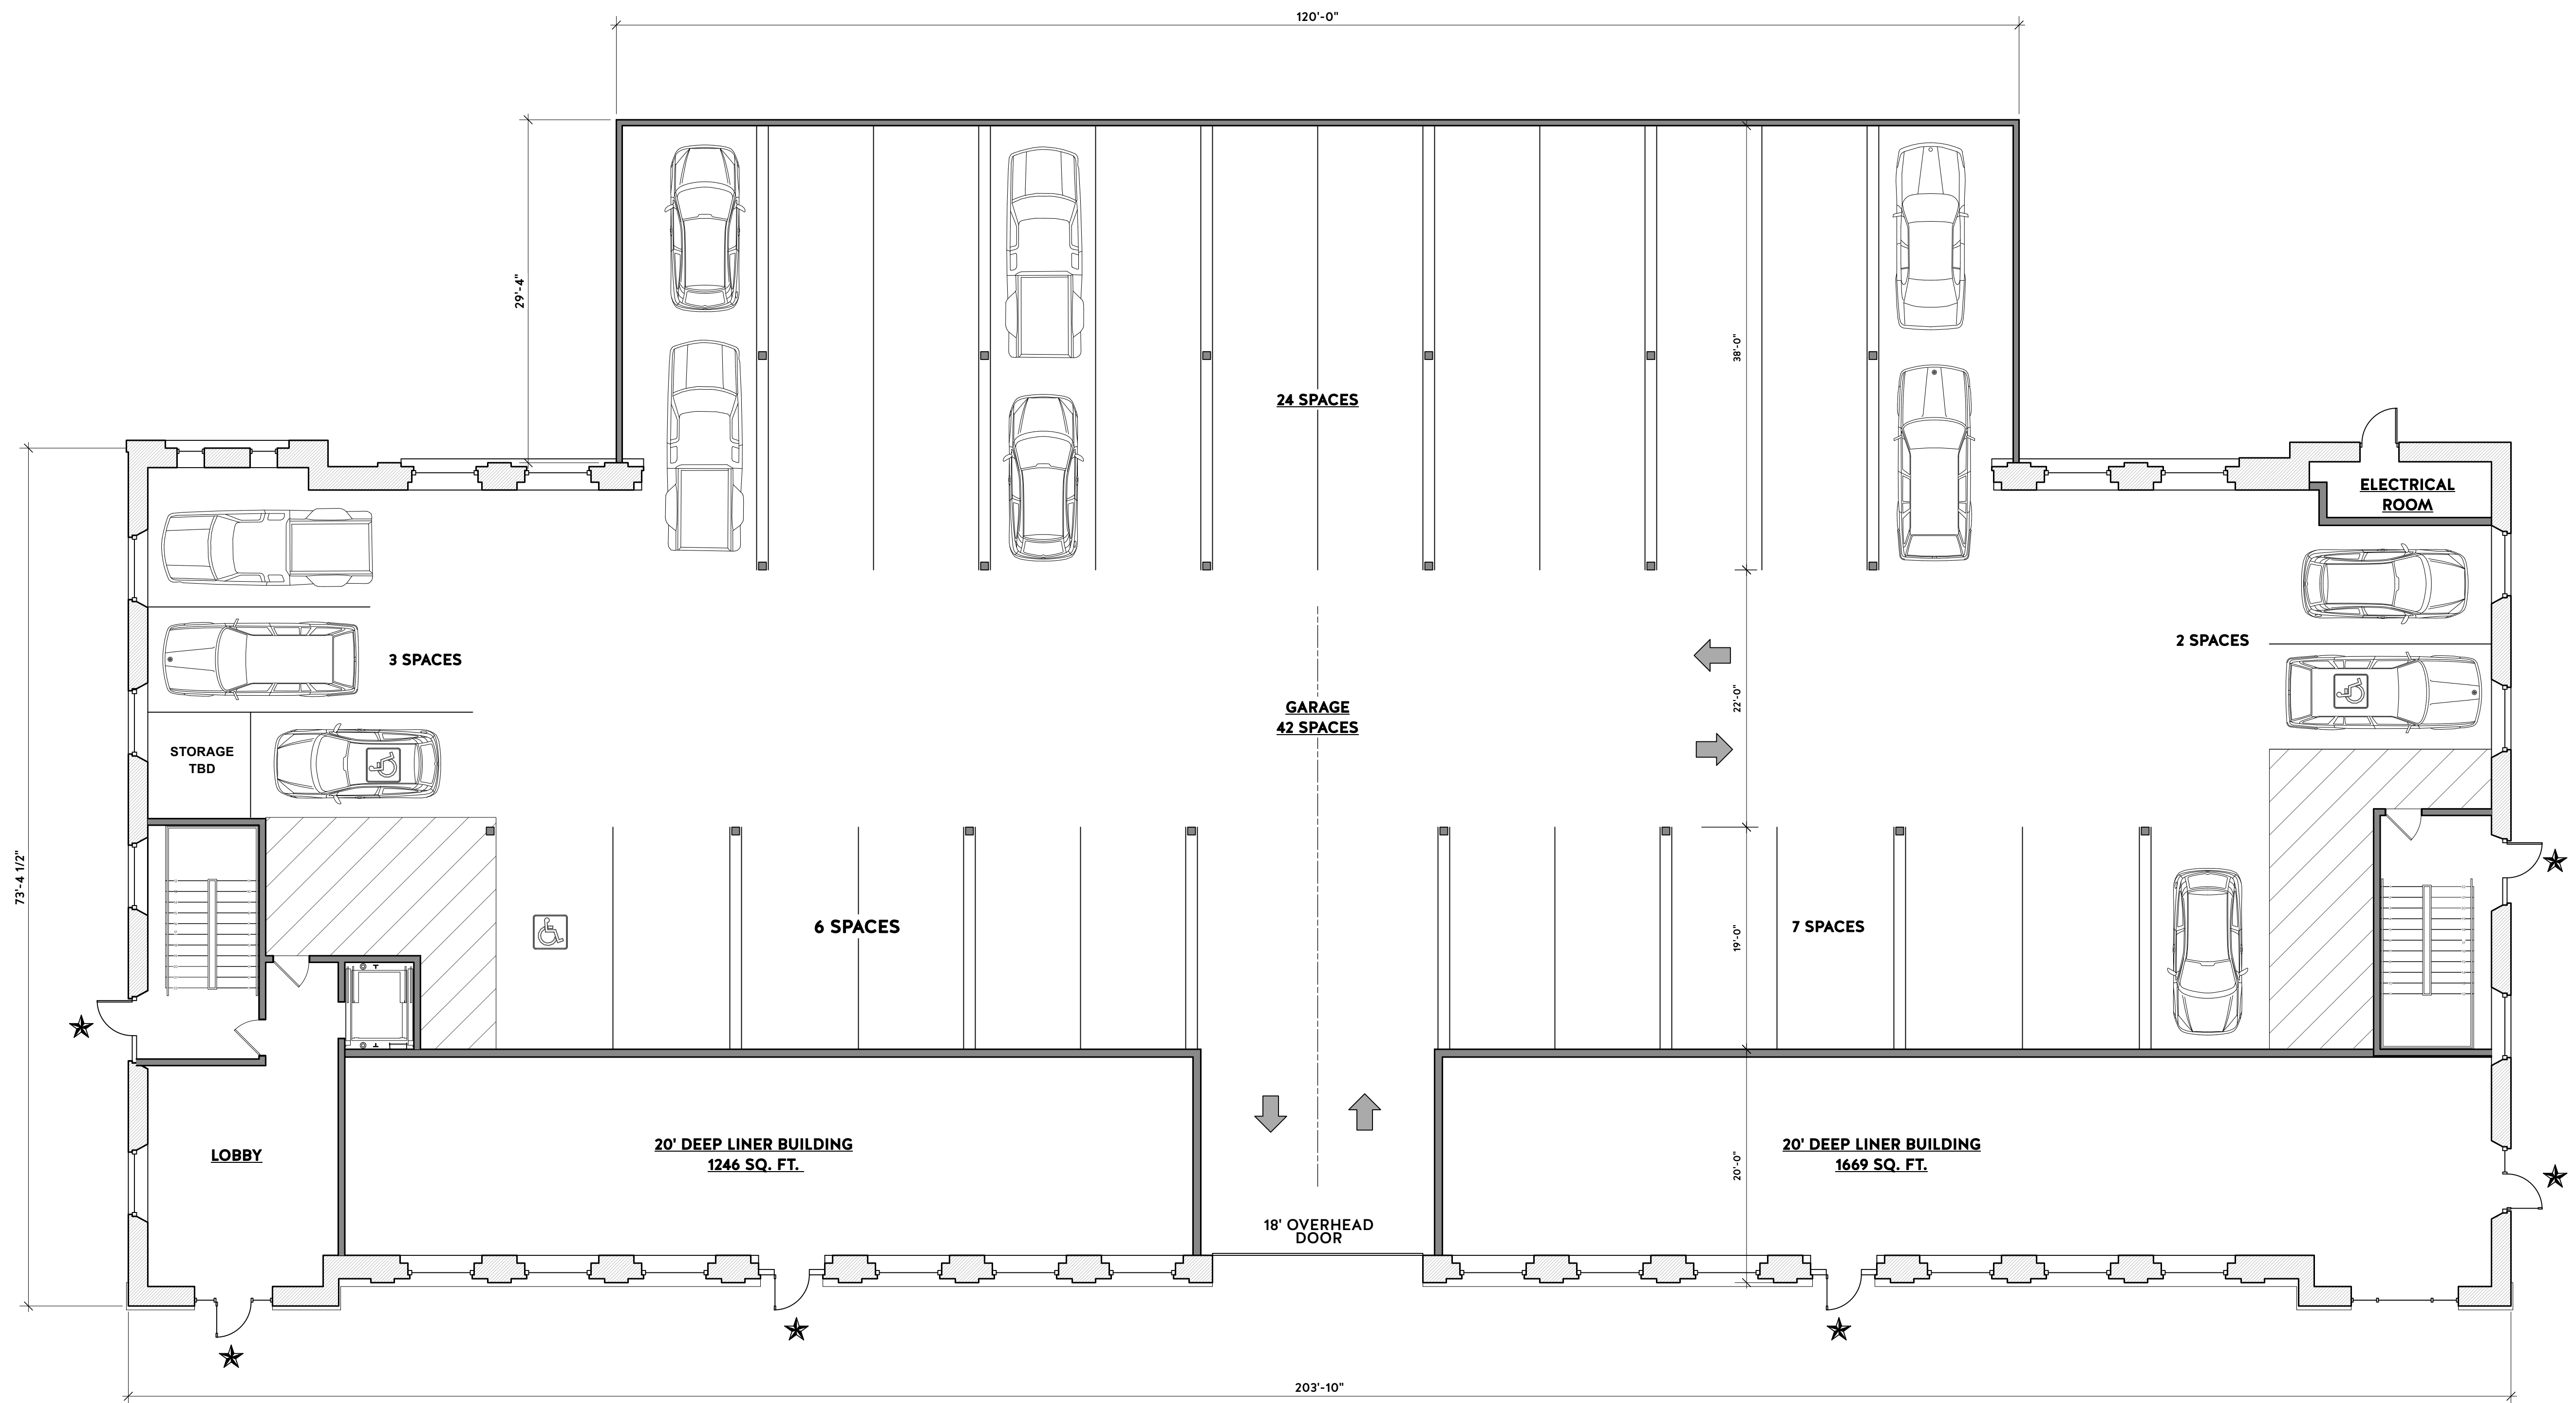 120'-0"
29'-4"
38'-0"
24 SPACES
ELECTRICAL
ROOM
3 SPACES
2 SPACES
GARAGE
42 SPACES
22'-0"
STORAGE
TBD
73'-4 1/2"
6 SPACES
7 SPACES
19'-0"
LOBBY
20' DEEP LINER BUILDING
1246 SQ. FT.
20' DEEP LINER BUILDING
1669 SQ. FT.
20'-0"
18' OVERHEAD
DOOR
203'-10"